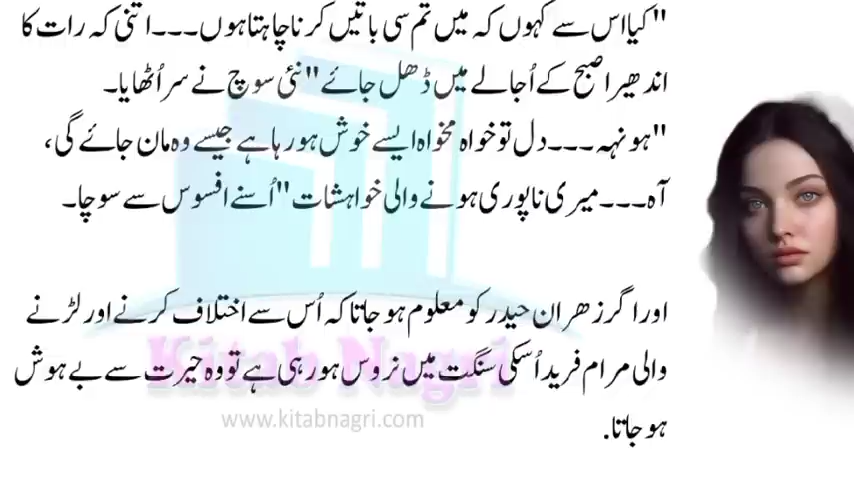 "کیا اس سے کہوں کہ میں تم سی باتیں کرنا چاہتا ہوں۔۔۔ اتنی کہ رات کا
اندھیرا صبح کے اُجالے میں ڈھل جائے" نئی سوچ نے سر اُٹھایا۔
"ہونہہ۔۔۔ دل تو خواہ مخواہ ایسے خوش ہو رہا ہے جیسے وہ مان جائے گی،
آہ۔۔۔ میری نا پوری ہونے والی خواہشات" اُسنے افسوس سے سوچا۔
اور اگر زهران حیدر کو معلوم ہو جاتا کہ اُس سے اختلاف کرنے اور لڑنے
والی مرام فرید اُسکی سنگت میں نروس ہو رہی ہے تو وہ حیرت سے بے ہوش
ہو جاتا.
Kitab Nagri
www.kitabnagri.com